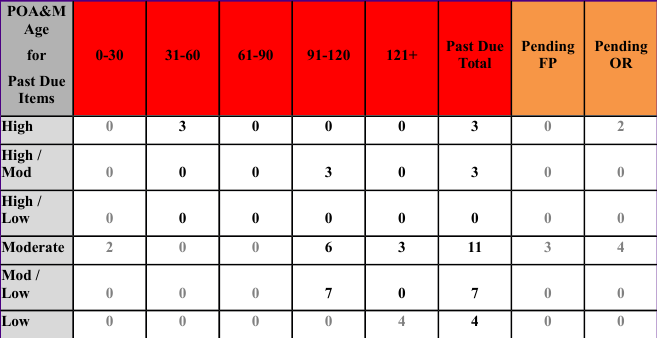 POA&M Age for Past Due Items 0-30 31-60 61-90 91-120 121+ Past Due Total Pending FP Pending OR
High 0 3 0 0 0 3 0 2
High / Mod 0 0 0 3 0 3 0 0
High / Low 0 0 0 0 0 0 0 0
Moderate 2 0 0 6 3 11 3 4
Mod / Low 0 0 0 7 0 7 0 0
Low 0 0 0 0 4 4 0 0